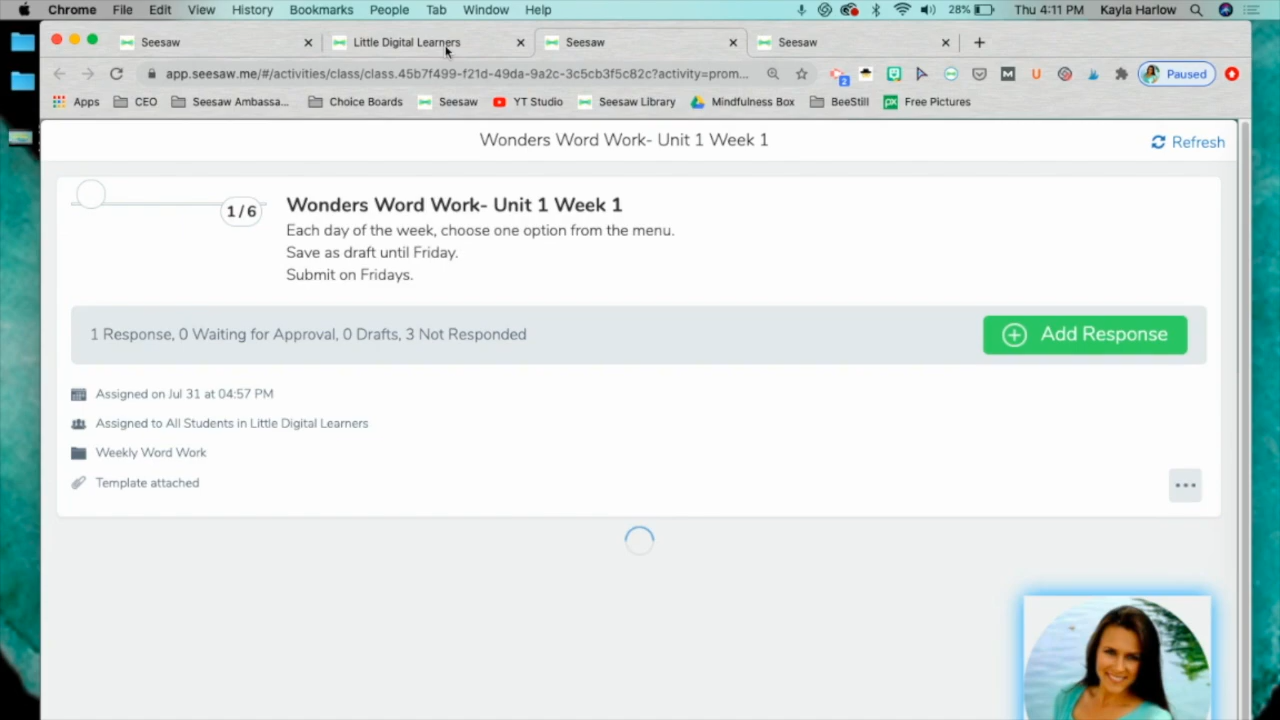 Chrome File Edit View History Bookmarks People Tab Window Help 28% Thu 4:11 PM Kayla Harlow
Seesaw Little Digital Learners Seesaw Seesaw
app.seesaw.me/#/activities/class/class.45b7f499-f21d-49da-9a2c-3c5cb3f5c82c?activity=prom... 2 M U Paused
Apps CEO Seesaw Ambassa... Choice Boards Seesaw YT Studio Seesaw Library Mindfulness Box BeeStill px Free Pictures
Wonders Word Work- Unit 1 Week 1
Refresh
1 / 6
Wonders Word Work- Unit 1 Week 1
Each day of the week, choose one option from the menu.
Save as draft until Friday.
Submit on Fridays.
1 Response, 0 Waiting for Approval, 0 Drafts, 3 Not Responded
Add Response
Assigned on Jul 31 at 04:57 PM
Assigned to All Students in Little Digital Learners
Weekly Word Work
Template attached